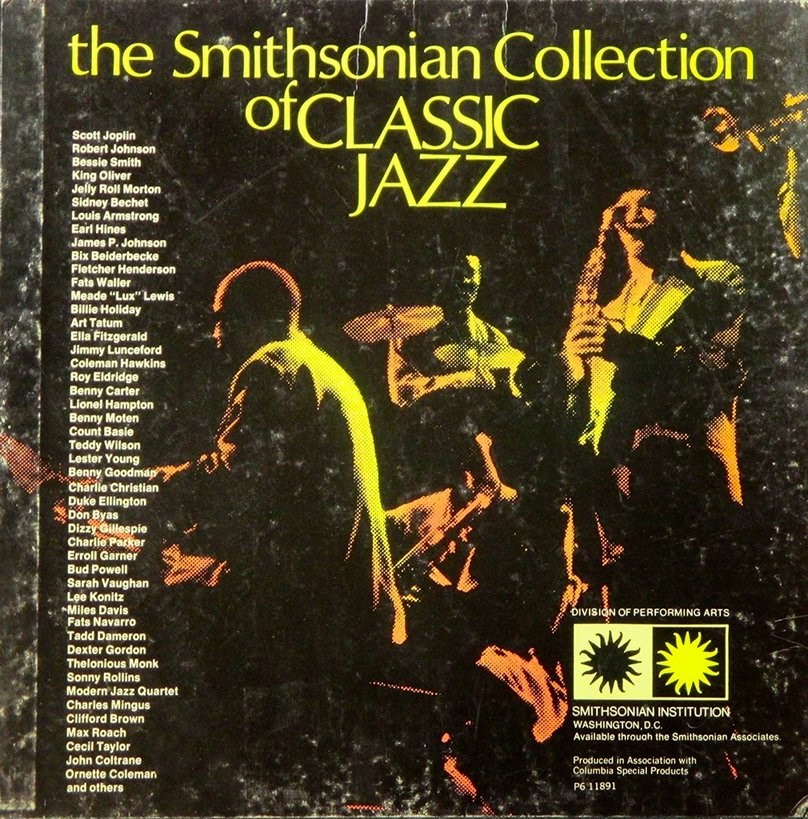 the Smithsonian Collection
of CLASSIC
JAZZ
Scott Joplin
Robert Johnson
Bessie Smith
King Oliver
Jelly Roll Morton
Sidney Bechet
Louis Armstrong
Earl Hines
James P. Johnson
Bix Beiderbecke
Fletcher Henderson
Fats Waller
Meade "Lux" Lewis
Billie Holiday
Art Tatum
Ella Fitzgerald
Jimmy Lunceford
Coleman Hawkins
Roy Eldridge
Benny Carter
Lionel Hampton
Benny Moten
Count Basie
Teddy Wilson
Lester Young
Benny Goodman
Charlie Christian
Duke Ellington
Don Byas
Dizzy Gillespie
Charlie Parker
Erroll Garner
Bud Powell
Sarah Vaughan
Lee Konitz
Miles Davis
Fats Navarro
Tadd Dameron
Dexter Gordon
Thelonious Monk
Sonny Rollins
Modern Jazz Quartet
Charles Mingus
Clifford Brown
Max Roach
Cecil Taylor
John Coltrane
Ornette Coleman
and others
DIVISION OF PERFORMING ARTS
SMITHSONIAN INSTITUTION
WASHINGTON, D.C.
Available through the Smithsonian Associates.
Produced in Association with
Columbia Special Products
P6 11891